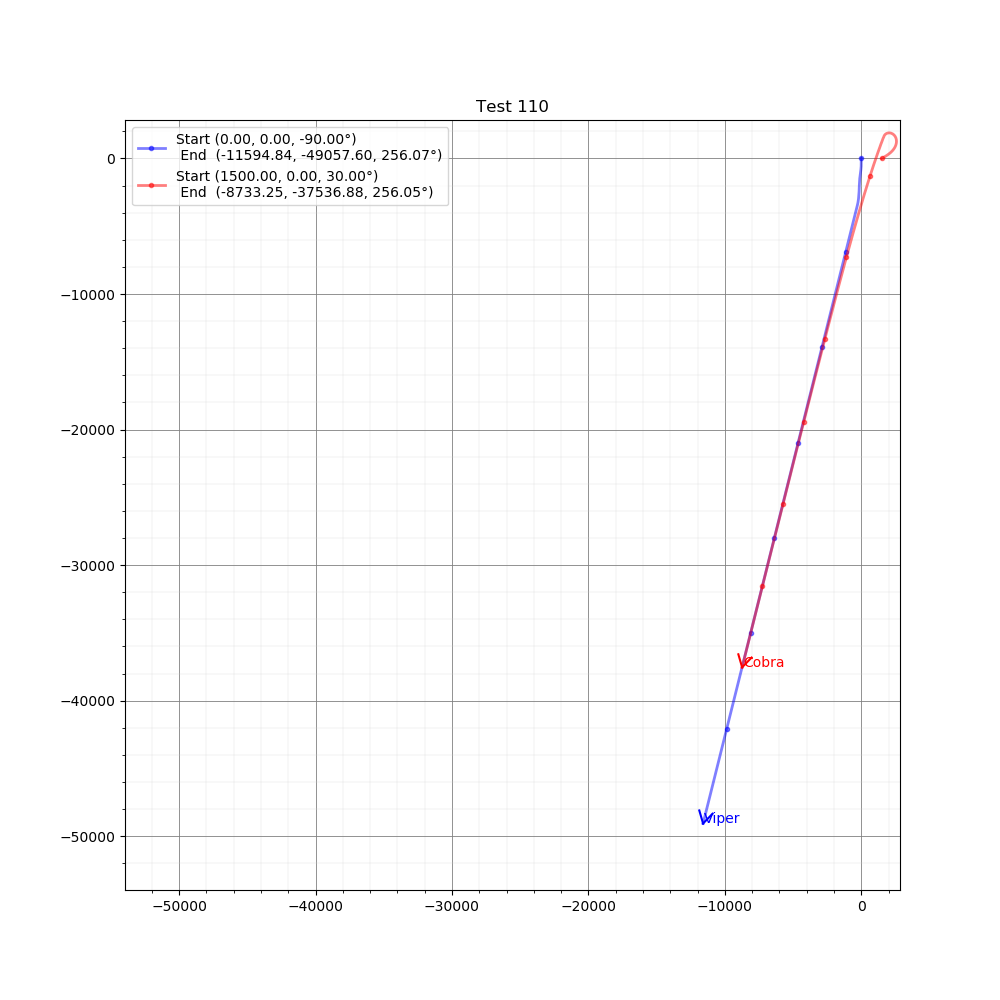 Test 110
Start (0.00, 0.00, -90.00°)
End  (-11594.84, -49057.60, 256.07°)
Start (1500.00, 0.00, 30.00°)
End  (-8733.25, -37536.88, 256.05°)
0
−10000
−20000
−30000
−40000
−50000
Cobra
Viper
−50000
−40000
−30000
−20000
−10000
0